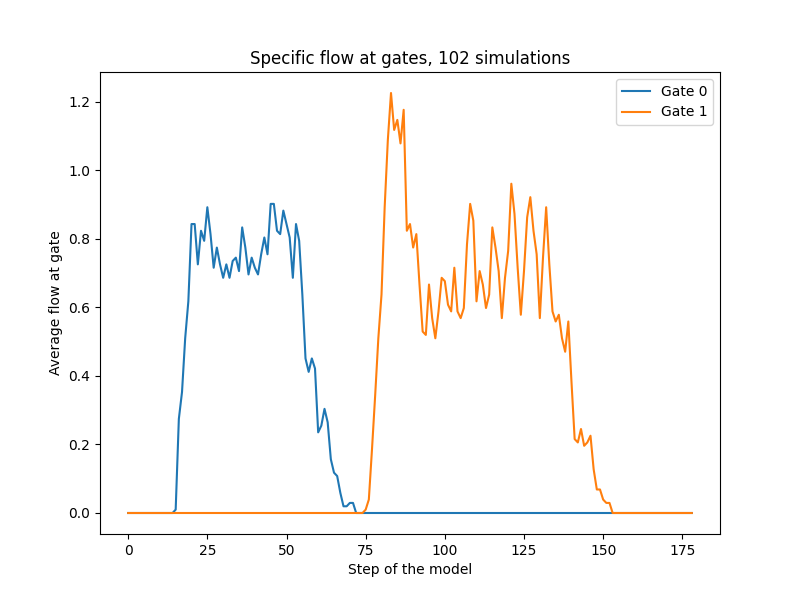 Specific flow at gates, 102 simulations
Gate 0
Gate 1
Average flow at gate
1.2
1.0
0.8
0.6
0.4
0.2
0.0
0 25 50 75 100 125 150 175
Step of the model